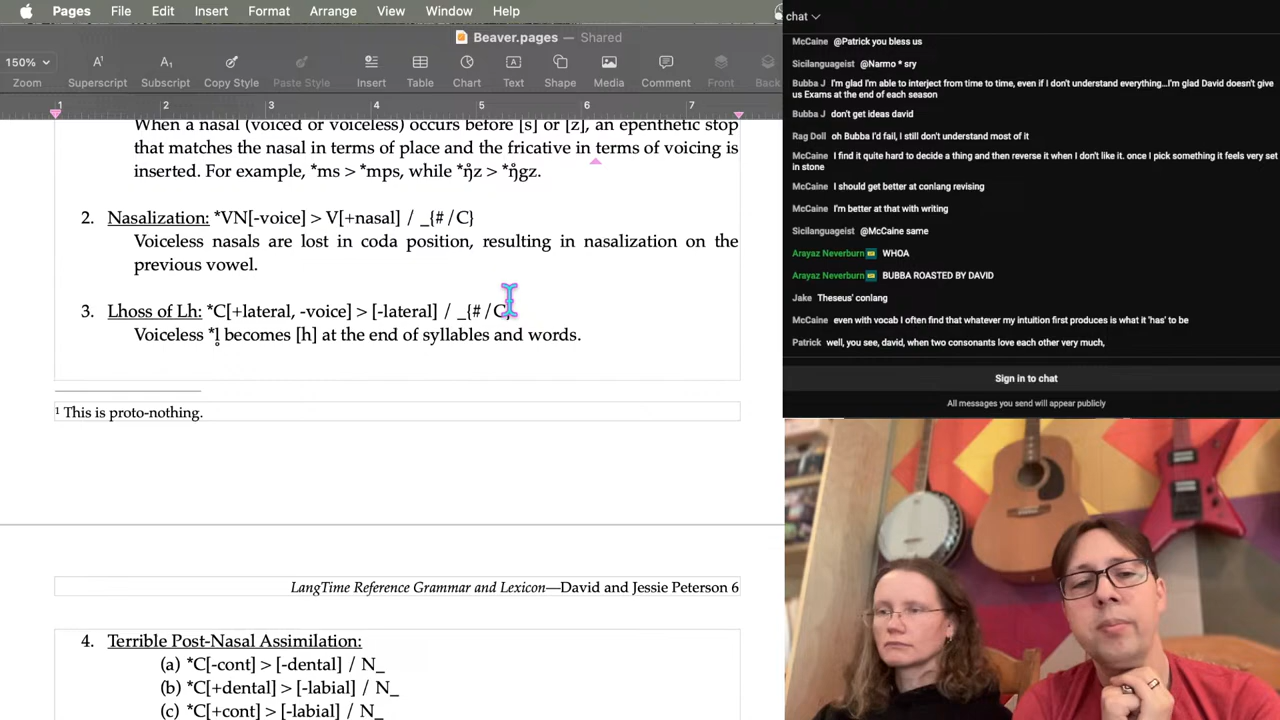 Pages File Edit Insert Format Arrange View Window Help
Beaver.pages — Shared
150%
Zoom Superscript Subscript Copy Style Paste Style Insert Table Chart Text Shape Media Comment Front Back
1 2 3 4 5 6 7
When a nasal (voiced or voiceless) occurs before [s] or [z], an epenthetic stop
that matches the nasal in terms of place and the fricative in terms of voicing is
inserted. For example, *ms > *mps, while *ŋ̊z > *ŋ̊gz.
2. Nasalization: *VN[-voice] > V[+nasal] / _{#/C}
Voiceless nasals are lost in coda position, resulting in nasalization on the
previous vowel.
3. Lhoss of Lh: *C[+lateral, -voice] > [-lateral] / _{#/C}
Voiceless *l̥ becomes [h] at the end of syllables and words.
¹ This is proto-nothing.
LangTime Reference Grammar and Lexicon—David and Jessie Peterson 6
4. Terrible Post-Nasal Assimilation:
(a) *C[-cont] > [-dental] / N_
(b) *C[+dental] > [-labial] / N_
(c) *C[+cont] > [-labial] / N_
chat
McCaine @Patrick you bless us
Sicilanguageist @Narmo * sry
Bubba J I'm glad I'm able to interject from time to time, even if I don't understand everything...I'm glad David doesn't give
us Exams at the end of each season
Bubba J don't get ideas david
Rag Doll oh Bubba I'd fail, I still don't understand most of it
McCaine I find it quite hard to decide a thing and then reverse it when I don't like it. once I pick something it feels very set
in stone
McCaine I should get better at conlang revising
McCaine I'm better at that with writing
Sicilanguageist @McCaine same
Arayaz Neverburn WHOA
Arayaz Neverburn BUBBA ROASTED BY DAVID
Jake Theseus' conlang
McCaine even with vocab I often find that whatever my intuition first produces is what it 'has' to be
Patrick well, you see, david, when two consonants love each other very much,
Sign in to chat
All messages you send will appear publicly